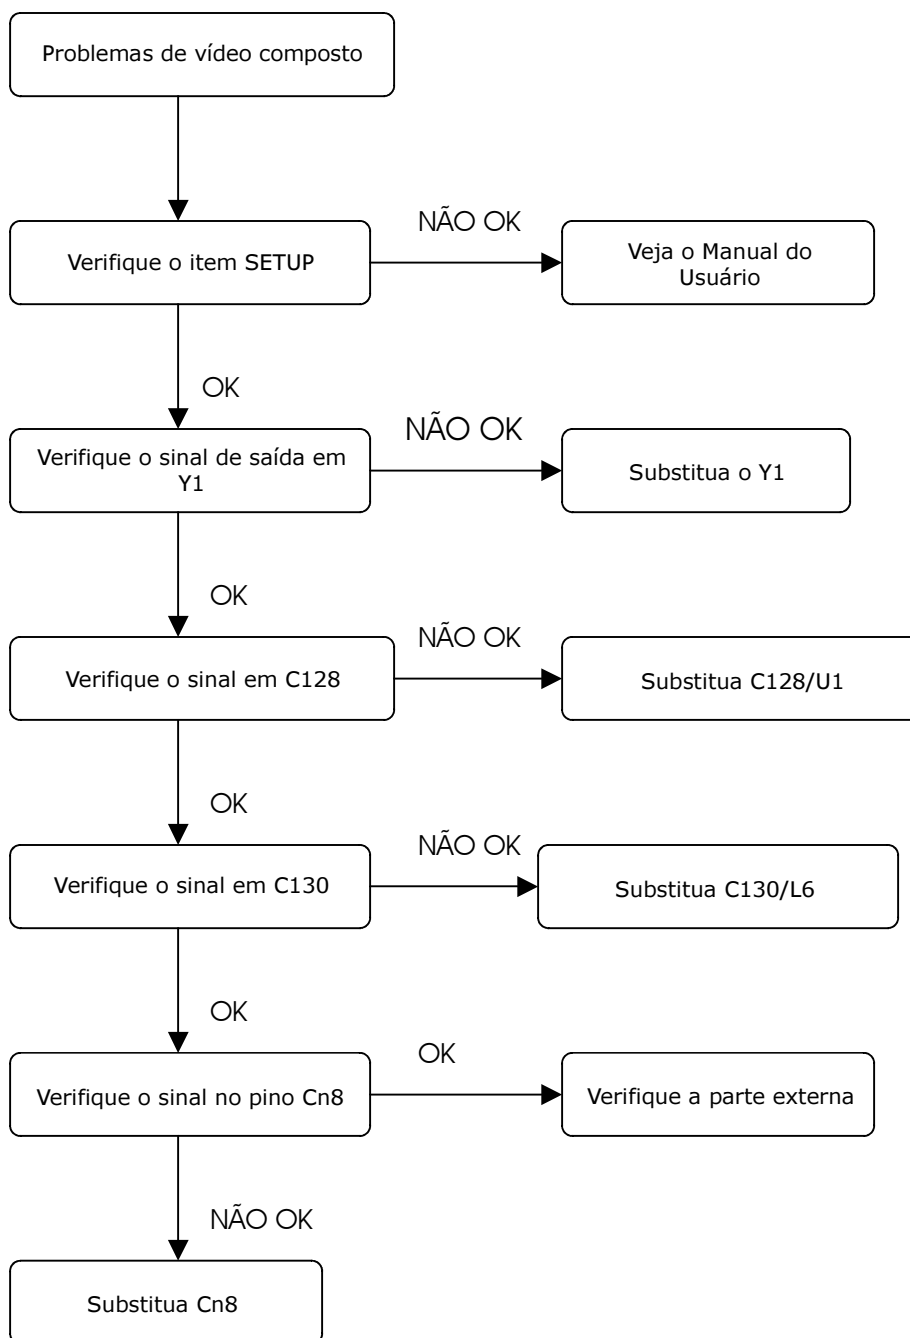 Problemas de vídeo composto
NÃO OK
Verifique o item SETUP
Veja o Manual do
Usuário
OK
NÃO OK
Verifique o sinal de saída em
Y1
Substitua o Y1
OK
NÃO OK
Verifique o sinal em C128
Substitua C128/U1
OK
NÃO OK
Verifique o sinal em C130
Substitua C130/L6
OK
OK
Verifique o sinal no pino Cn8
Verifique a parte externa
NÃO OK
Substitua Cn8